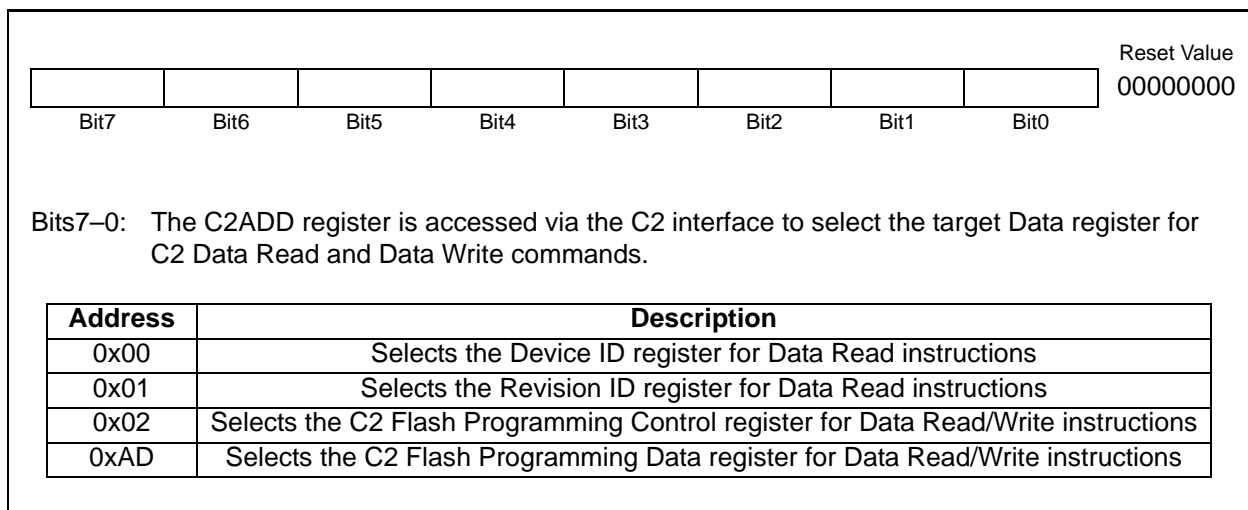 Reset Value
00000000
Bit7 Bit6 Bit5 Bit4 Bit3 Bit2 Bit1 Bit0
Bits7–0: The C2ADD register is accessed via the C2 interface to select the target Data register for
C2 Data Read and Data Write commands.
Address Description
0x00 Selects the Device ID register for Data Read instructions
0x01 Selects the Revision ID register for Data Read instructions
0x02 Selects the C2 Flash Programming Control register for Data Read/Write instructions
0xAD Selects the C2 Flash Programming Data register for Data Read/Write instructions